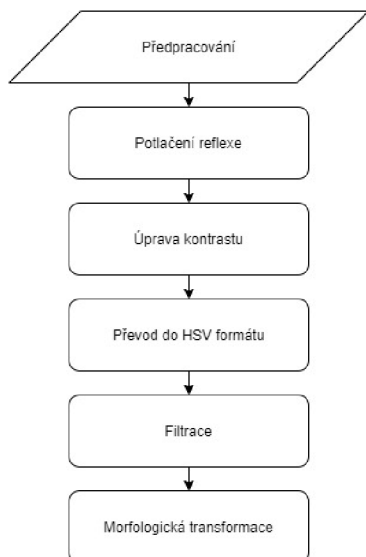 Předpracování
Potlačení reflexe
Úprava kontrastu
Převod do HSV formátu
Filtrace
Morfologická transformace